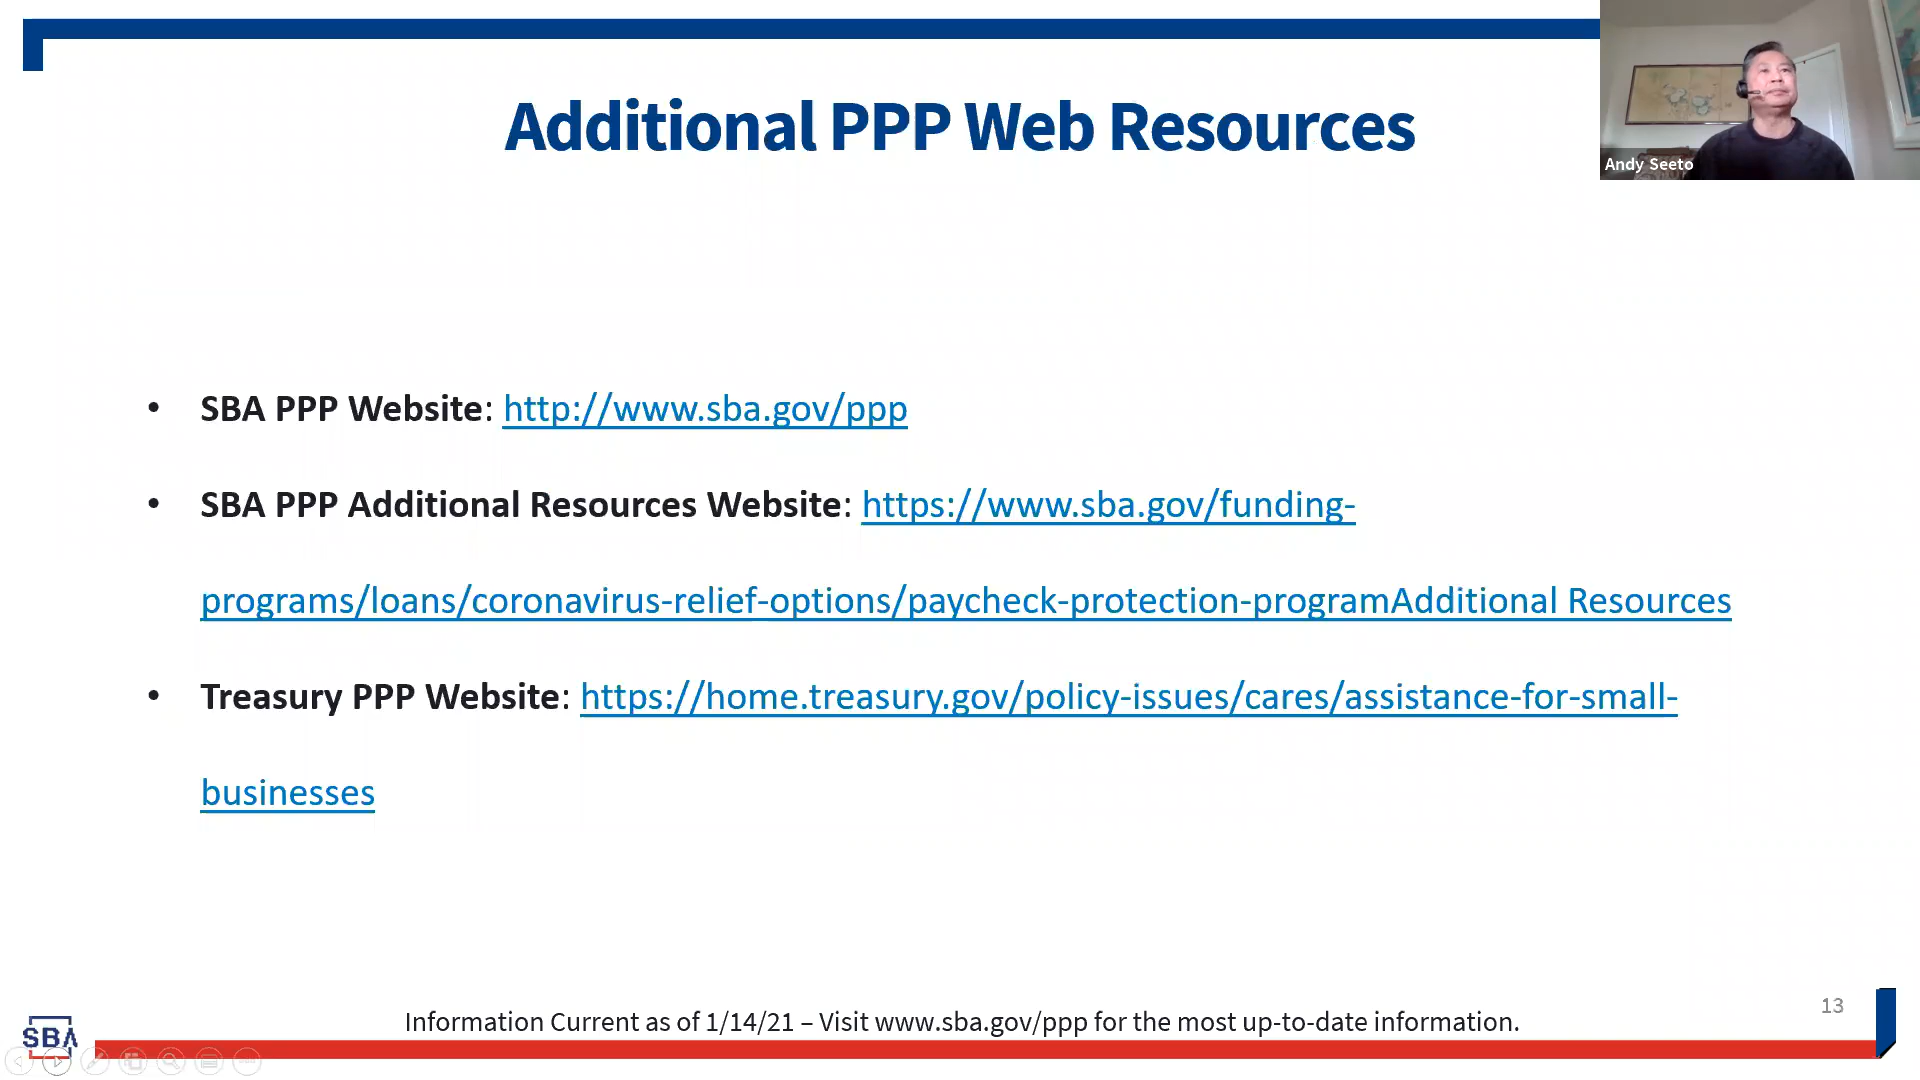 Additional PPP Web Resources
Andy Seeto
• SBA PPP Website: http://www.sba.gov/ppp
• SBA PPP Additional Resources Website: https://www.sba.gov/funding-
programs/loans/coronavirus-relief-options/paycheck-protection-programAdditional Resources
• Treasury PPP Website: https://home.treasury.gov/policy-issues/cares/assistance-for-small-
businesses
13
Information Current as of 1/14/21 – Visit www.sba.gov/ppp for the most up-to-date information.
SBA